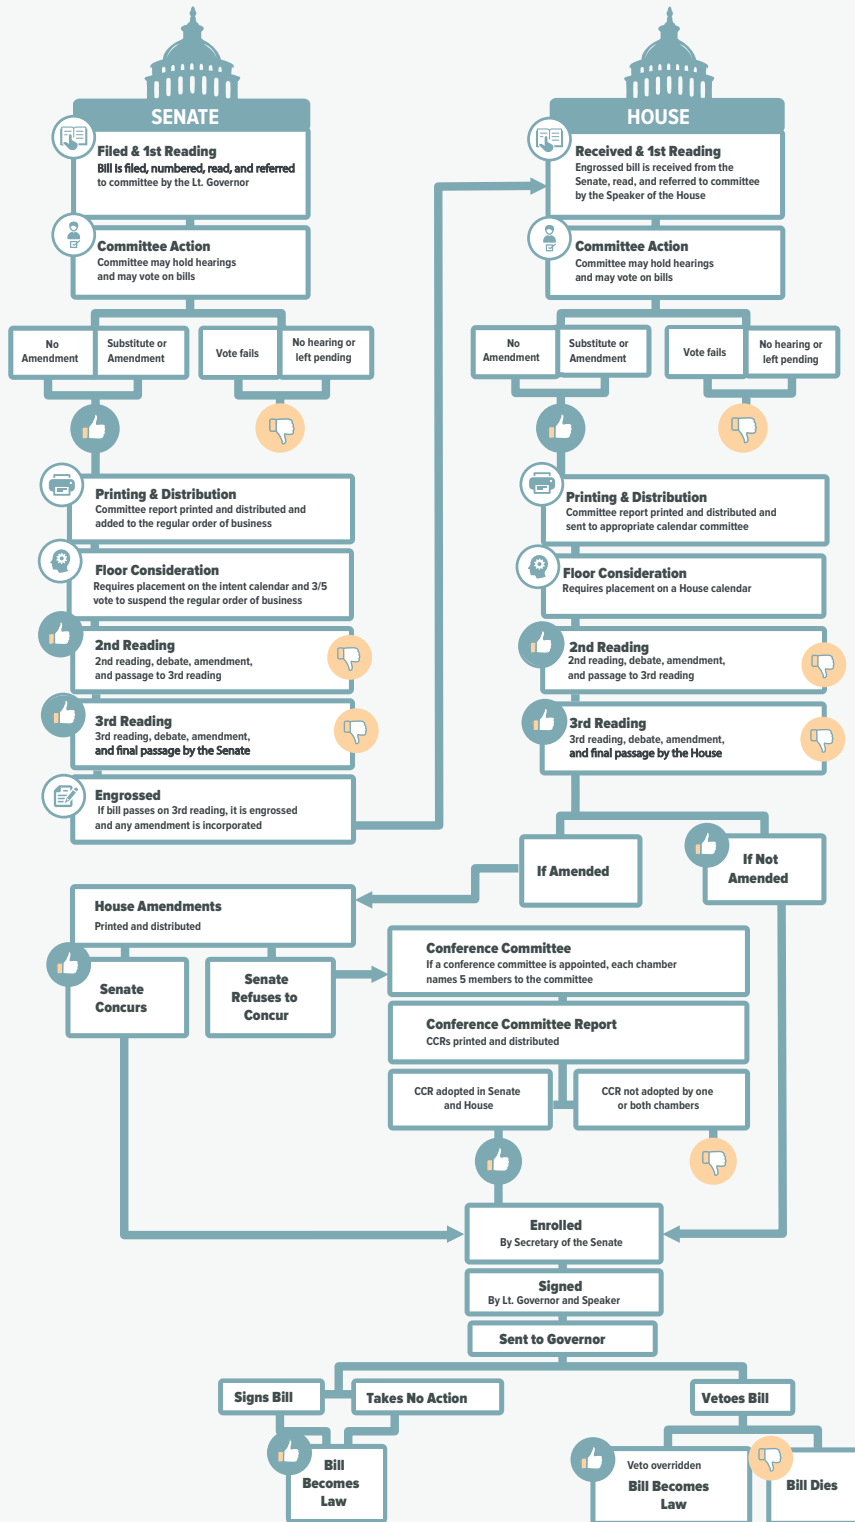 SENATE
Filed & 1st Reading
Bill is filed, numbered, read, and referred
to committee by the Lt. Governor
Committee Action
Committee may hold hearings
and may vote on bills
No
Amendment
Substitute or
Amendment
Vote fails
No hearing or
left pending
Printing & Distribution
Committee report printed and distributed and
added to the regular order of business
Floor Consideration
Requires placement on the intent calendar and 3/5
vote to suspend the regular order of business
2nd Reading
2nd reading, debate, amendment,
and passage to 3rd reading
3rd Reading
3rd reading, debate, amendment,
and final passage by the Senate
Engrossed
If bill passes on 3rd reading, it is engrossed
and any amendment is incorporated
HOUSE
Received & 1st Reading
Engrossed bill is received from the
Senate, read, and referred to committee
by the Speaker of the House
Committee Action
Committee may hold hearings
and may vote on bills
No
Amendment
Substitute or
Amendment
Vote fails
No hearing or
left pending
Printing & Distribution
Committee report printed and distributed and
sent to appropriate calendar committee
Floor Consideration
Requires placement on a House calendar
2nd Reading
2nd reading, debate, amendment,
and passage to 3rd reading
3rd Reading
3rd reading, debate, amendment,
and final passage by the House
If Amended
If Not
Amended
House Amendments
Printed and distributed
Senate
Concurs
Senate
Refuses to
Concur
Conference Committee
If a conference committee is appointed, each chamber
names 5 members to the committee
Conference Committee Report
CCRs printed and distributed
CCR adopted in Senate
and House
CCR not adopted by one
or both chambers
Enrolled
By Secretary of the Senate
Signed
By Lt. Governor and Speaker
Sent to Governor
Signs Bill
Takes No Action
Vetoes Bill
Bill
Becomes
Law
Veto overridden
Bill Becomes
Law
Bill Dies